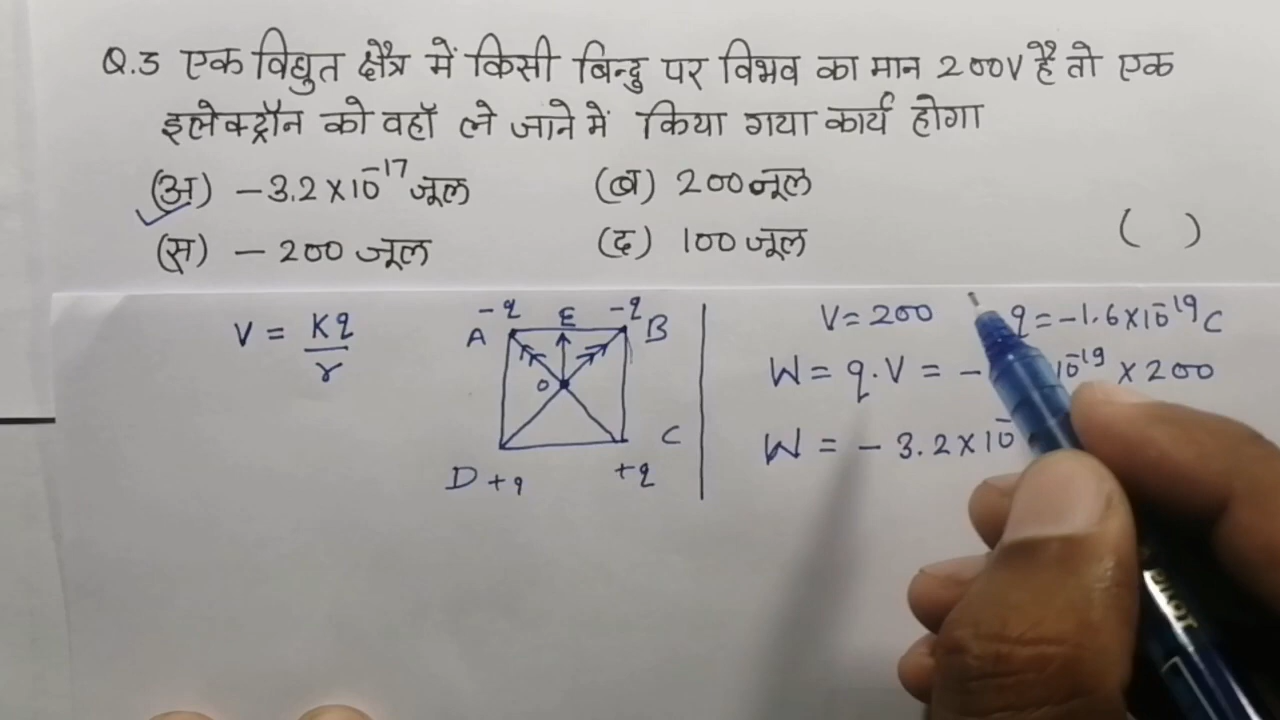 Q.3 एक विद्युत क्षैत्र में किसी बिन्दु पर विभव का मान 200V है तो एक
इलेक्ट्रॉन को वहाँ ले जाने में किया गया कार्य होगा
(अ) -3.2×10⁻¹⁷ जूल (ब) 200 जूल
(स) - 200 जूल (द) 100 जूल ( )
V = Kq/r
-q E -q
A B
O
D +q +q C
V = 200 q = -1.6×10⁻¹⁹ C
W = q.V = - 10⁻¹⁹ × 200
W = - 3.2×10⁻
PILOT